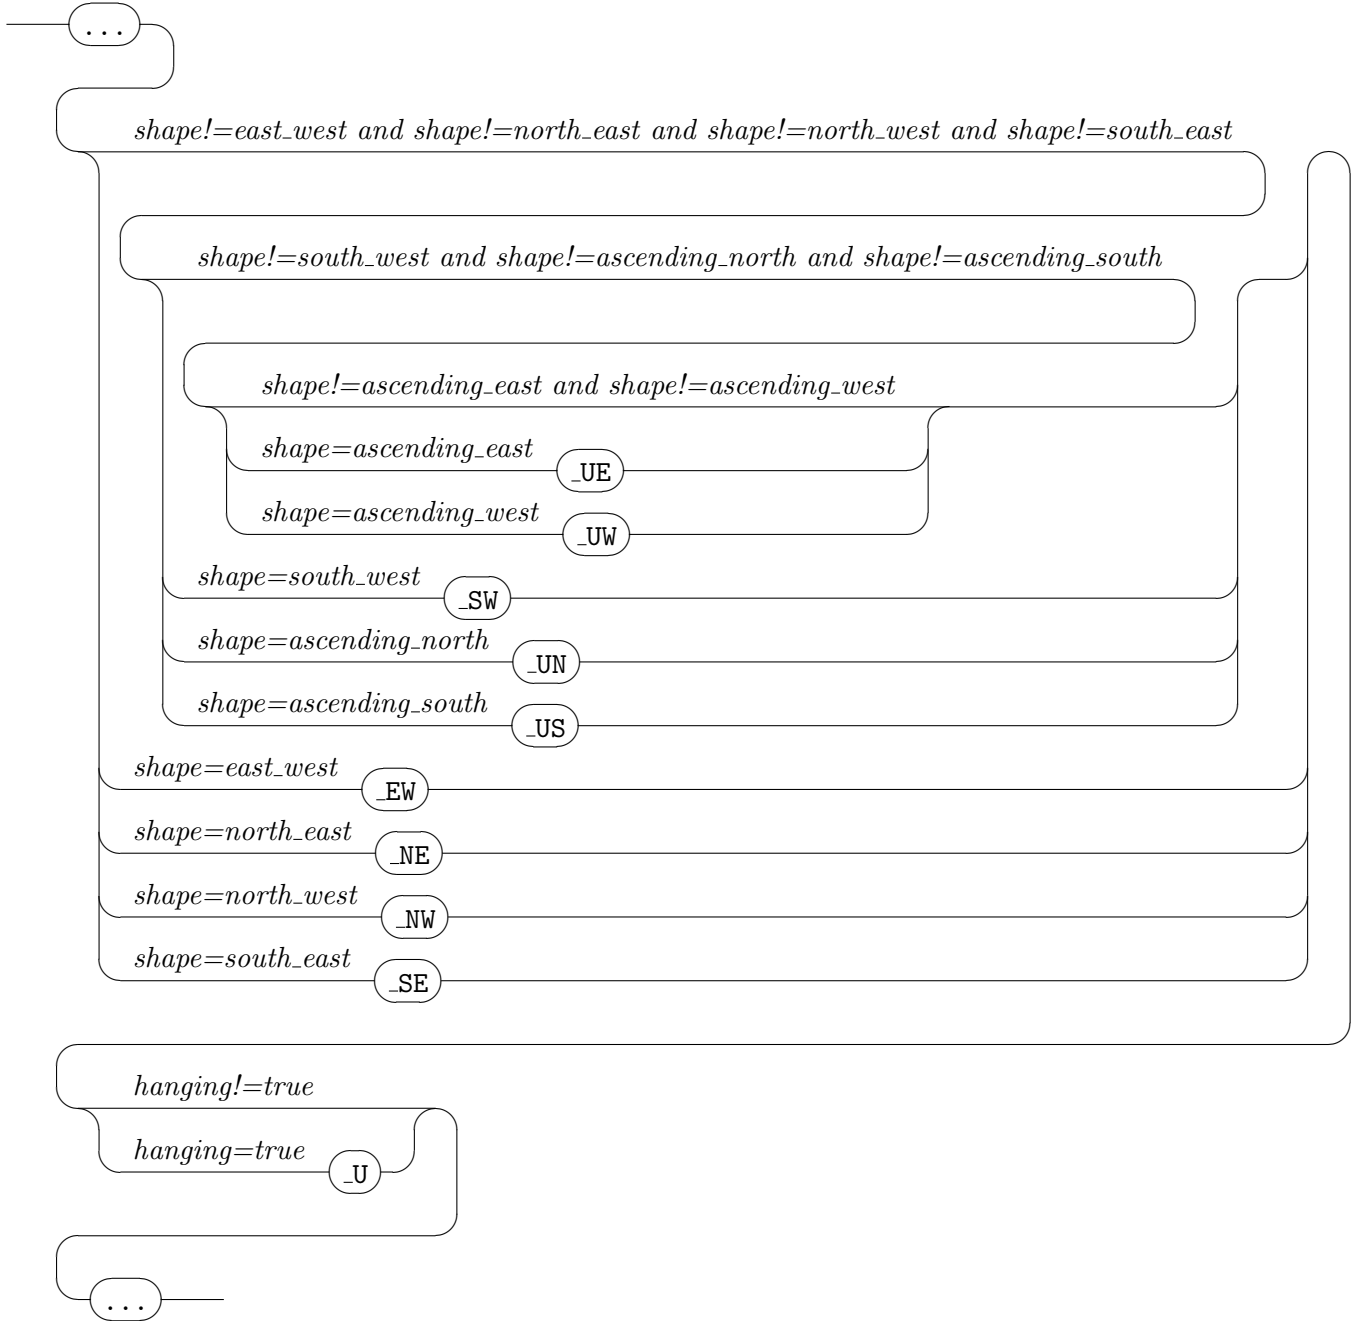 ...
shape!=east_west and shape!=north_east and shape!=north_west and shape!=south_east
shape!=south_west and shape!=ascending_north and shape!=ascending_south
shape!=ascending_east and shape!=ascending_west
shape=ascending_east _UE
shape=ascending_west _UW
shape=south_west _SW
shape=ascending_north _UN
shape=ascending_south _US
shape=east_west _EW
shape=north_east _NE
shape=north_west _NW
shape=south_east _SE
hanging!=true
hanging=true _U
...